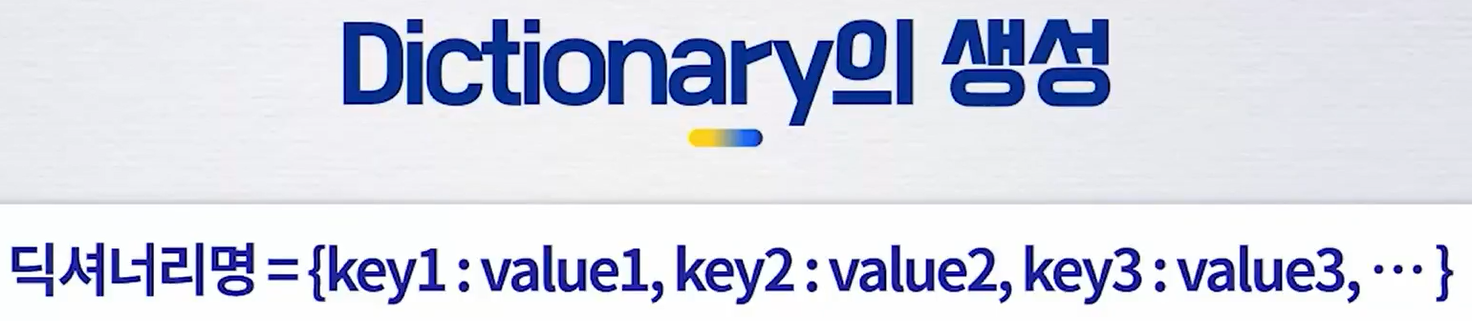 Dictionary의 생성
딕셔너리명 = {key1 : value1, key2 : value2, key3 : value3, ··· }